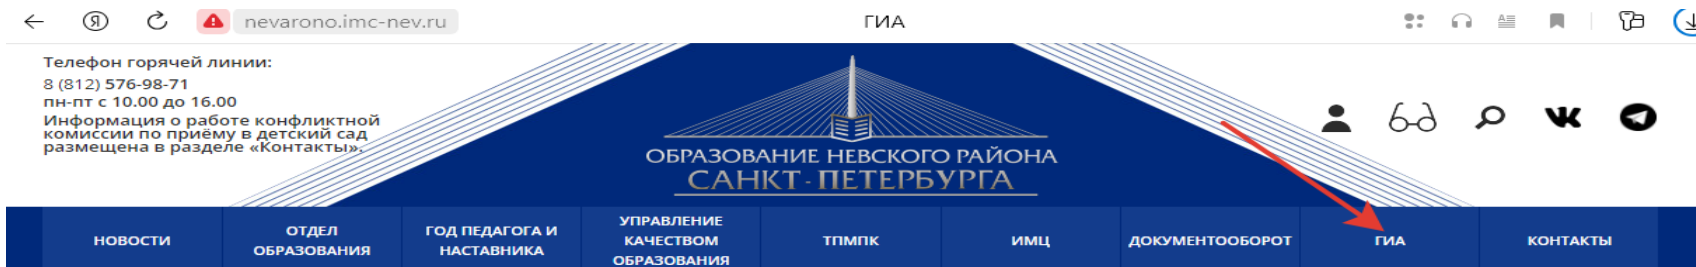 nevarono.imc-nev.ru
ГИА
Телефон горячей линии:
8 (812) 576-98-71
пн-пт с 10.00 до 16.00
Информация о работе конфликтной
комиссии по приёму в детский сад
размещена в разделе «Контакты».
ОБРАЗОВАНИЕ НЕВСКОГО РАЙОНА
САНКТ-ПЕТЕРБУРГА
НОВОСТИ
ОТДЕЛ
ОБРАЗОВАНИЯ
ГОД ПЕДАГОГА И
НАСТАВНИКА
УПРАВЛЕНИЕ
КАЧЕСТВОМ
ОБРАЗОВАНИЯ
ТПМПК
ИМЦ
ДОКУМЕНТООБОРОТ
ГИА
КОНТАКТЫ